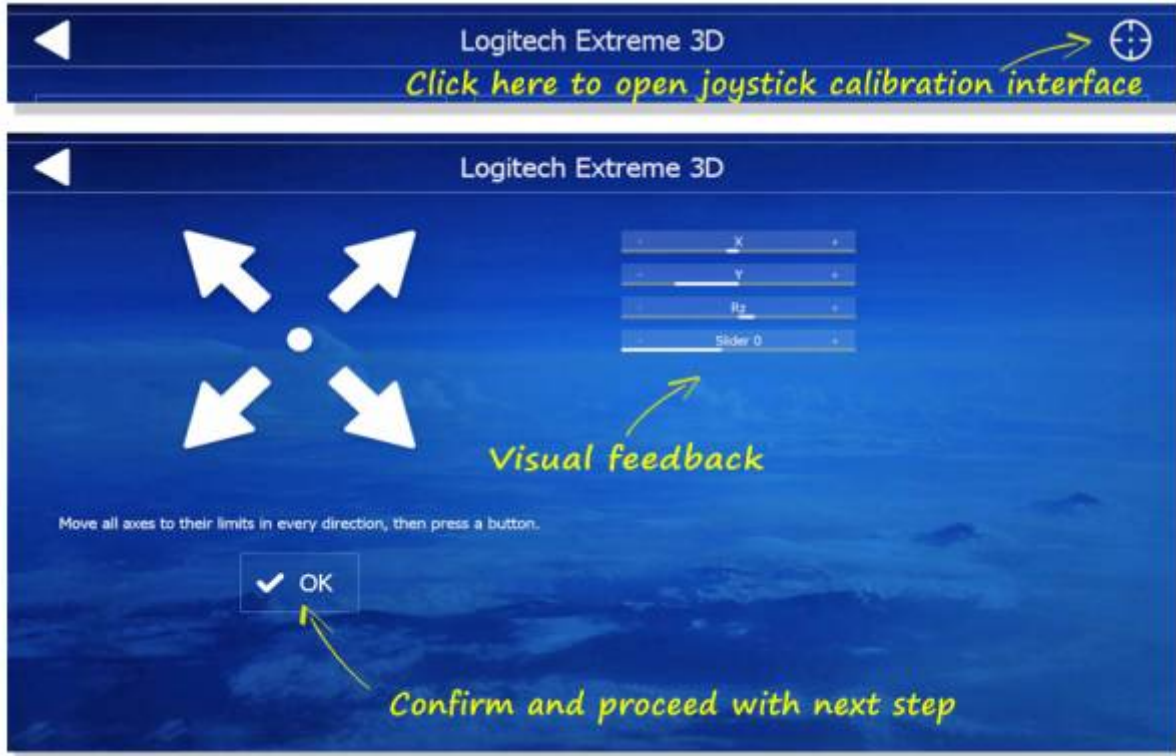 Logitech Extreme 3D
Click here to open joystick calibration interface
Logitech Extreme 3D
- X +
- Y +
- Rz +
- Slider 0 +
Visual feedback
Move all axes to their limits in every direction, then press a button.
OK
Confirm and proceed with next step